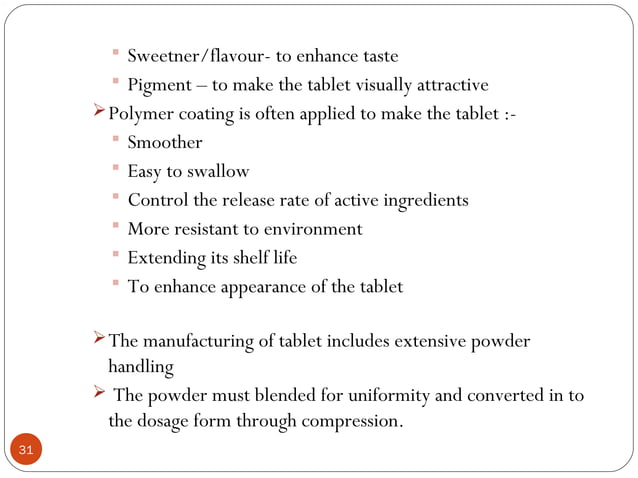 ▪ Sweetner/flavour- to enhance taste
▪ Pigment – to make the tablet visually attractive
➢ Polymer coating is often applied to make the tablet :-
▪ Smoother
▪ Easy to swallow
▪ Control the release rate of active ingredients
▪ More resistant to environment
▪ Extending its shelf life
▪ To enhance appearance of the tablet
➢ The manufacturing of tablet includes extensive powder
handling
➢ The powder must blended for uniformity and converted in to
the dosage form through compression.
31